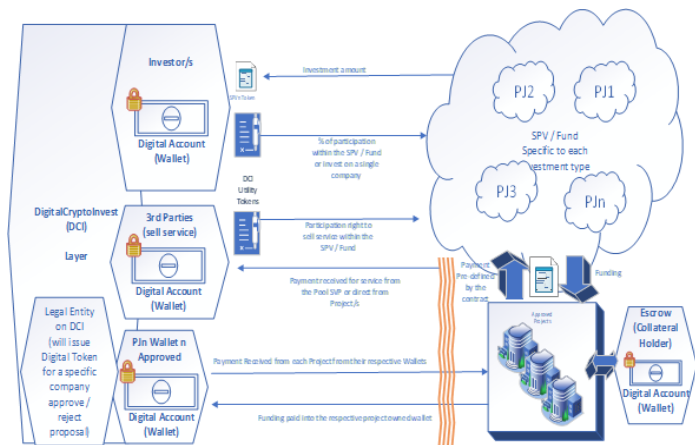 Investor/s
Digital Account
(Wallet)
Investment amount
% of participation
within the SPV / Fund
or Invest on a single
company
DCI
Utility
Tokens
PJ2
PJ1
SPV / Fund
Specific to each
vestment type
PJ3
PJn
DigitalCryptoInvest
(DCI)
Layer
3rd Parties
(sell service)
Digital Account
(Wallet)
Participation right to
sell service within the
SPV / Fund
Payment received for service from
the Pool SVP or direct from
Project/s
Payment
Pre-defined
by the
contract
Funding
Legal Entity
on DCI
(will issue
Digital Token
for a specific
company
approve /
reject
proposal)
PJn Wallet n
Approved
Digital Account
(Wallet)
Payment Received from each Project from their respective Wallets
Funding paid into the respective project owned wallet
Approved
Projects
Escrow
(Collateral
Holder)
Digital
Account
(Wallet)